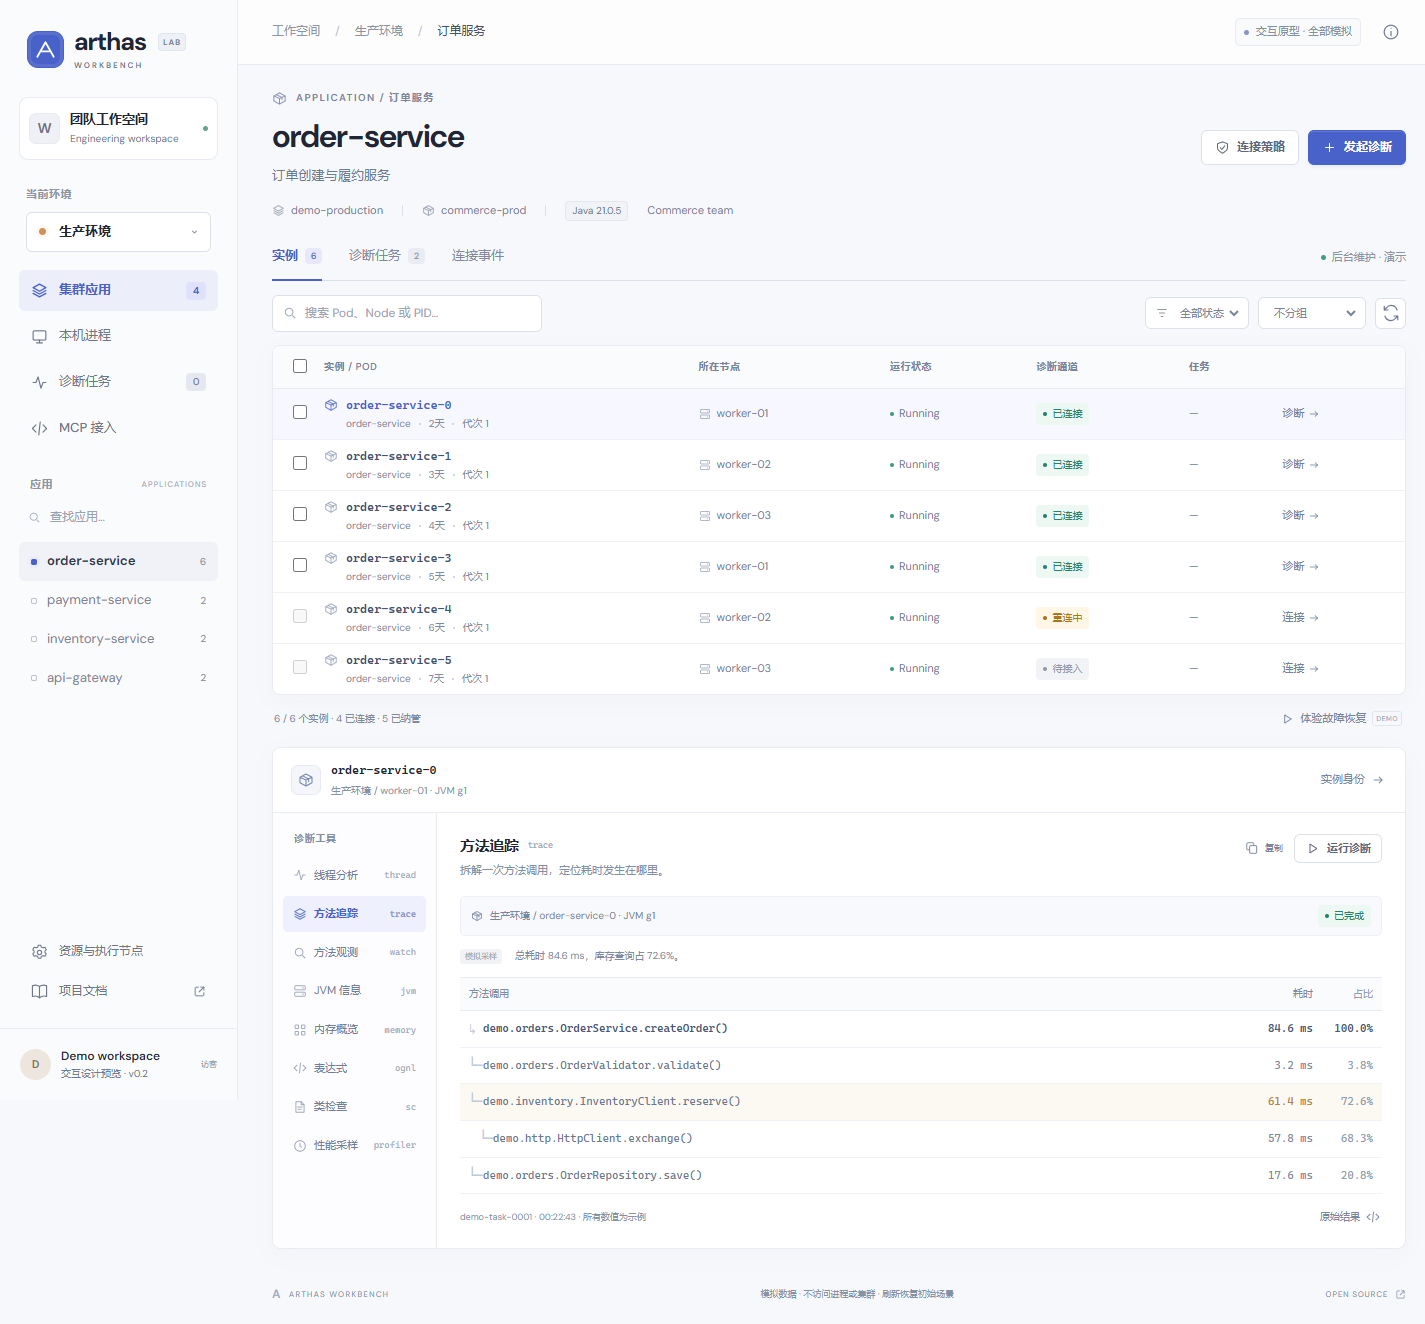 arthas LAB
WORKBENCH
W 团队工作空间
Engineering workspace
当前环境
生产环境
集群应用 4
本机进程
诊断任务 0
MCP 接入
应用 APPLICATIONS
查找应用...
order-service 6
payment-service 2
inventory-service 2
api-gateway 2
资源与执行节点
项目文档
D Demo workspace 访客
交互设计预览 · v0.2
工作空间 / 生产环境 / 订单服务
交互原型 · 全部模拟
APPLICATION / 订单服务
order-service
订单创建与履约服务
连接策略
+ 发起诊断
demo-production commerce-prod Java 21.0.5 Commerce team
实例 6 诊断任务 2 连接事件
后台维护 · 演示
搜索 Pod、Node 或 PID...
全部状态 不分组
实例 / POD 所在节点 运行状态 诊断通道 任务
order-service-0 worker-01 Running 已连接 — 诊断 →
order-service · 2天 · 代次 1
order-service-1 worker-02 Running 已连接 — 诊断 →
order-service · 3天 · 代次 1
order-service-2 worker-03 Running 已连接 — 诊断 →
order-service · 4天 · 代次 1
order-service-3 worker-01 Running 已连接 — 诊断 →
order-service · 5天 · 代次 1
order-service-4 worker-02 Running 重连中 — 连接 →
order-service · 6天 · 代次 1
order-service-5 worker-03 Running 待接入 — 连接 →
order-service · 7天 · 代次 1
6 / 6 个实例 · 4 已连接 · 5 已纳管
体验故障恢复 DEMO
order-service-0
生产环境 / worker-01 · JVM g1
实例身份 →
诊断工具
线程分析 thread
方法追踪 trace
方法观测 watch
JVM 信息 jvm
内存概览 memory
表达式 ognl
类检查 sc
性能采样 profiler
方法追踪 trace
复制 运行诊断
拆解一次方法调用，定位耗时发生在哪里。
生产环境 / order-service-0 · JVM g1 已完成
模拟采样 总耗时 84.6 ms，库存查询占 72.6%。
方法调用 耗时 占比
demo.orders.OrderService.createOrder() 84.6 ms 100.0%
demo.orders.OrderValidator.validate() 3.2 ms 3.8%
demo.inventory.InventoryClient.reserve() 61.4 ms 72.6%
demo.http.HttpClient.exchange() 57.8 ms 68.3%
demo.orders.OrderRepository.save() 17.6 ms 20.8%
demo-task-0001 · 00:22:43 · 所有数值为示例
原始结果
A ARTHAS WORKBENCH
模拟数据 · 不访问进程或集群 · 刷新恢复初始场景
OPEN SOURCE